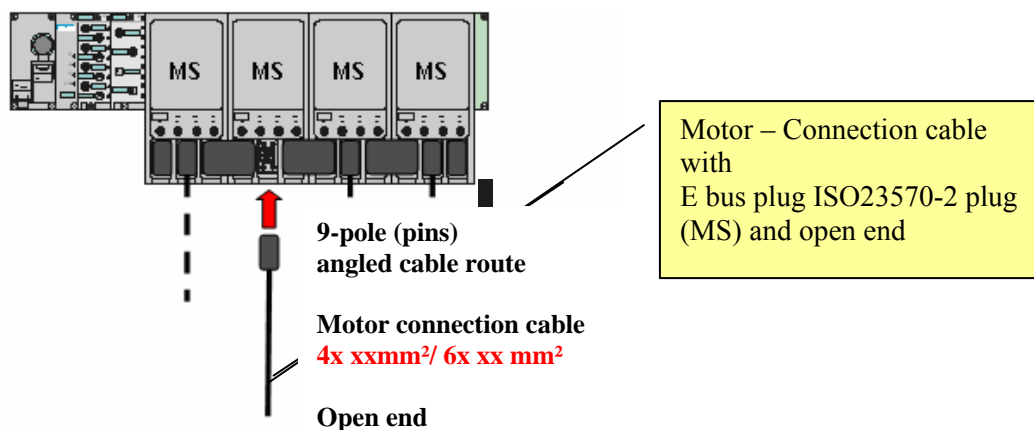 MS MS MS MS
Motor – Connection cable
with
E bus plug ISO23570-2 plug
(MS) and open end
9-pole (pins)
angled cable route
Motor connection cable
4x xxmm²/ 6x xx mm²
Open end